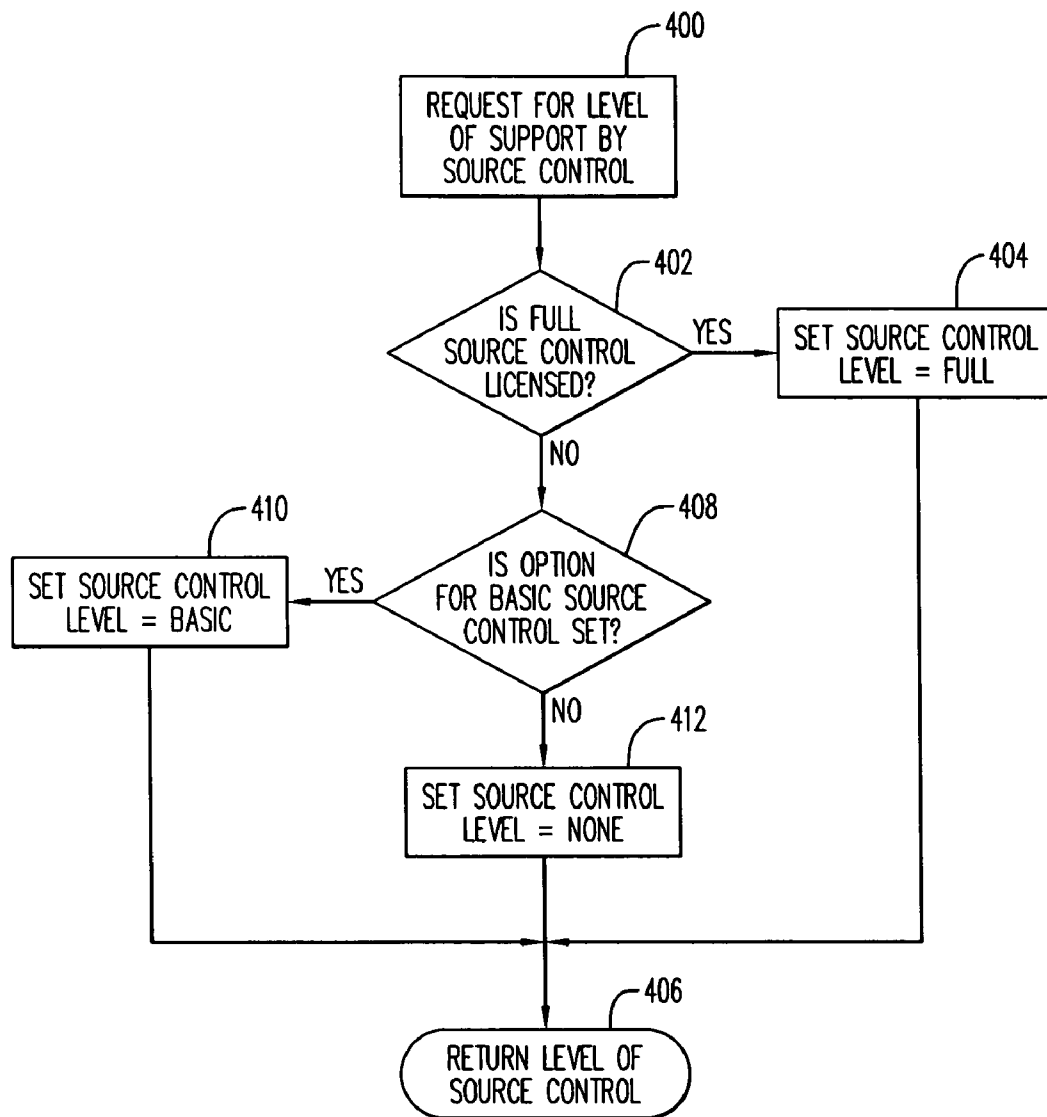 400
REQUEST FOR LEVEL
OF SUPPORT BY
SOURCE CONTROL
402
IS FULL
SOURCE CONTROL
LICENSED?
YES
404
SET SOURCE CONTROL
LEVEL = FULL
NO
408
IS OPTION
FOR BASIC SOURCE
CONTROL SET?
YES
410
SET SOURCE CONTROL
LEVEL = BASIC
NO
412
SET SOURCE CONTROL
LEVEL = NONE
406
RETURN LEVEL OF
SOURCE CONTROL